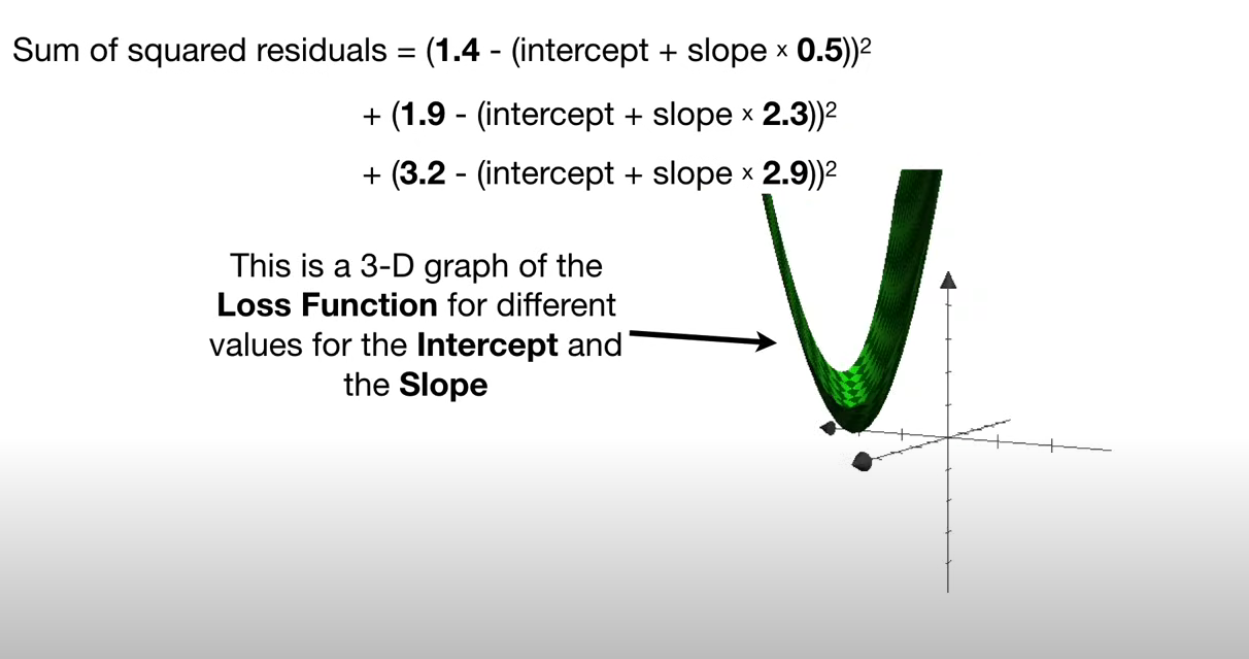 Sum of squared residuals = (1.4 - (intercept + slope × 0.5))²
+ (1.9 - (intercept + slope × 2.3))²
+ (3.2 - (intercept + slope × 2.9))²
This is a 3-D graph of the
Loss Function for different
values for the Intercept and
the Slope